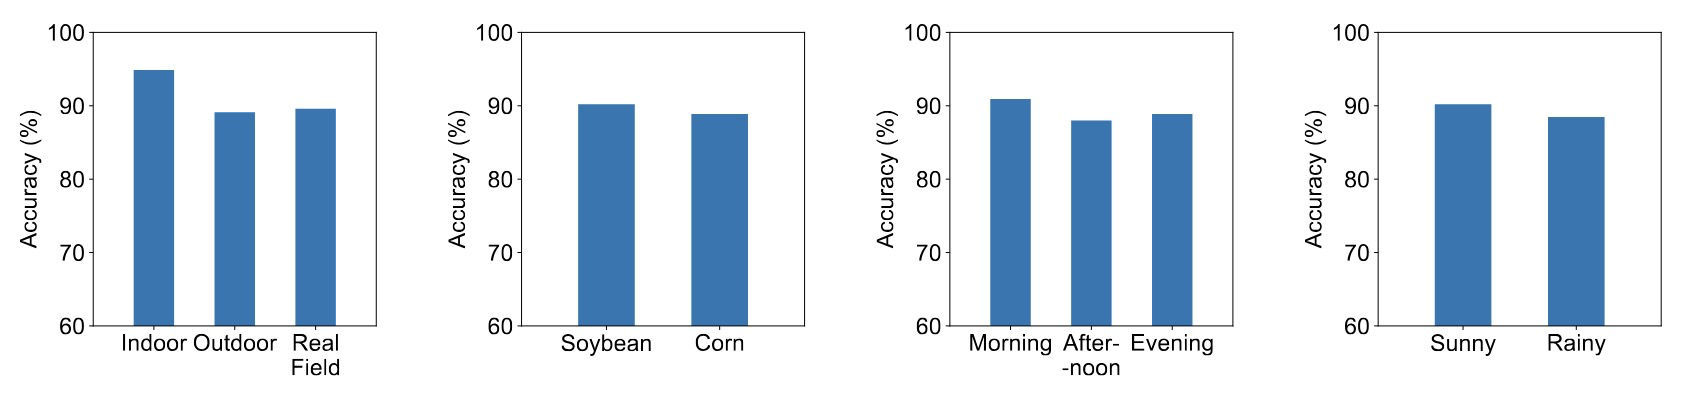 100
90
80
70
60
Accuracy (%)
Indoor Outdoor Real
Field
100
90
80
70
60
Accuracy (%)
Soybean Corn
100
90
80
70
60
Accuracy (%)
Morning After- Evening
-noon
100
90
80
70
60
Accuracy (%)
Sunny Rainy